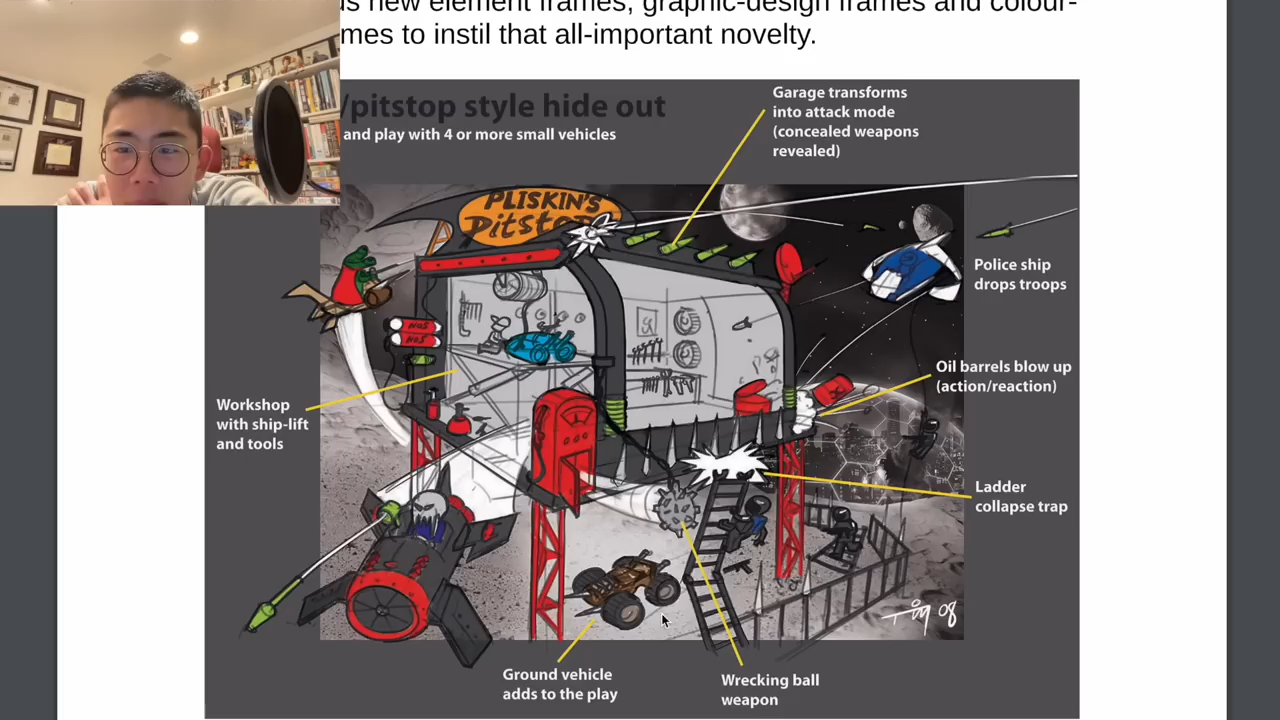 new element frames, graphic-design frames and colour-
to instil that all-important novelty.
/pitstop style hide out
and play with 4 or more small vehicles
Garage transforms
into attack mode
(concealed weapons
revealed)
PLISKIN'S
Pitstop
Police ship
drops troops
NOS
NOS
Oil barrels blow up
(action/reaction)
Workshop
with ship-lift
and tools
Ladder
collapse trap
08
Ground vehicle
adds to the play
Wrecking ball
weapon